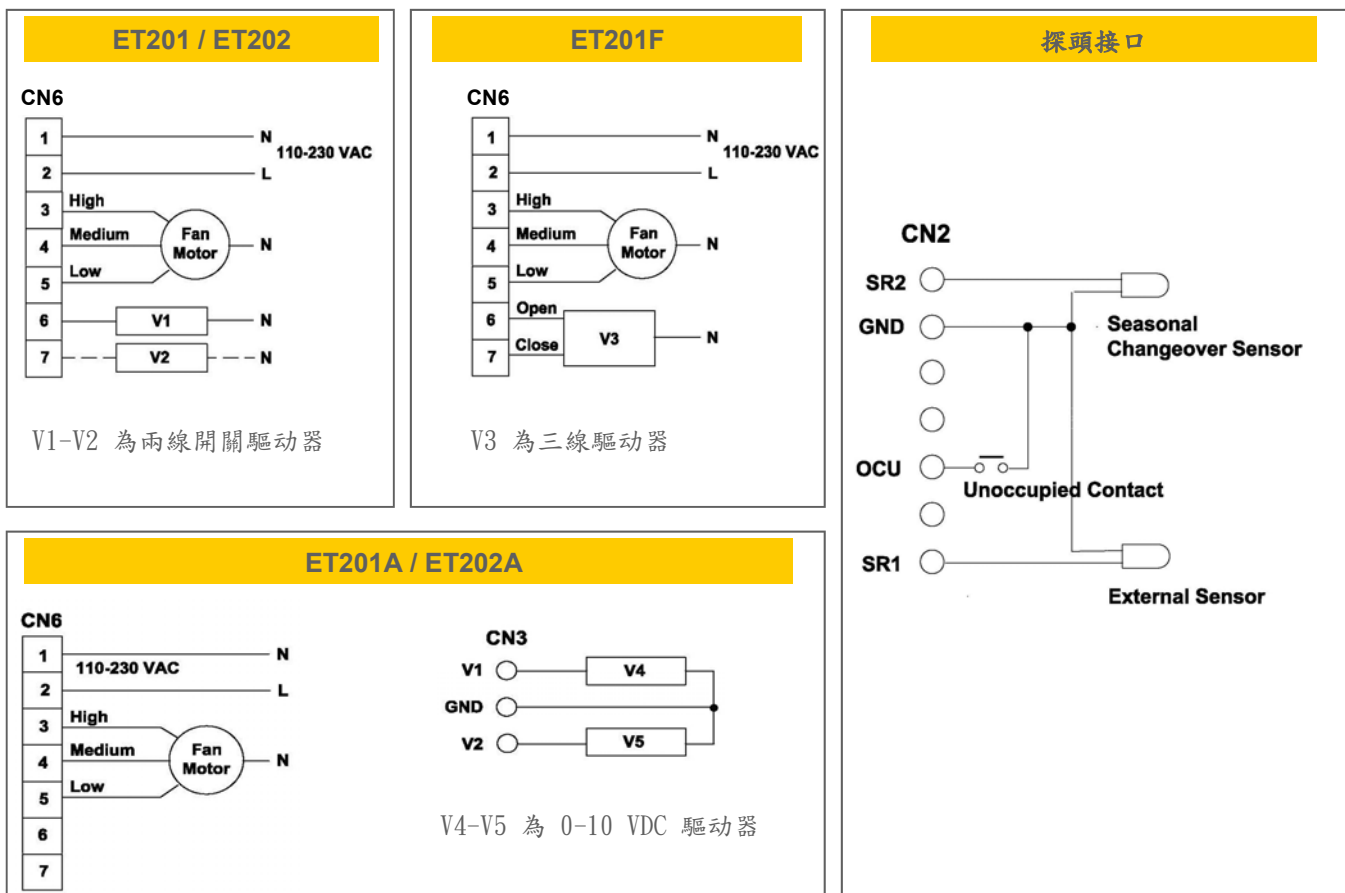 ET201 / ET202
CN6
1
N
110-230 VAC
2
L
3
High
4
Medium
Fan
Motor
N
5
Low
6
V1
N
7
V2
N
V1-V2 為兩線開關驅动器
ET201F
CN6
1
N
110-230 VAC
2
L
3
High
4
Medium
Fan
Motor
N
5
Low
6
Open
7
Close
V3
N
V3 為三線驅动器
探頭接口
CN2
SR2
GND
Seasonal
Changeover Sensor
OCU
Unoccupied Contact
SR1
External Sensor
ET201A / ET202A
CN6
1
N
110-230 VAC
2
L
3
High
4
Medium
Fan
Motor
N
5
Low
6
7
CN3
V1
V4
GND
V2
V5
V4-V5 為 0-10 VDC 驅动器